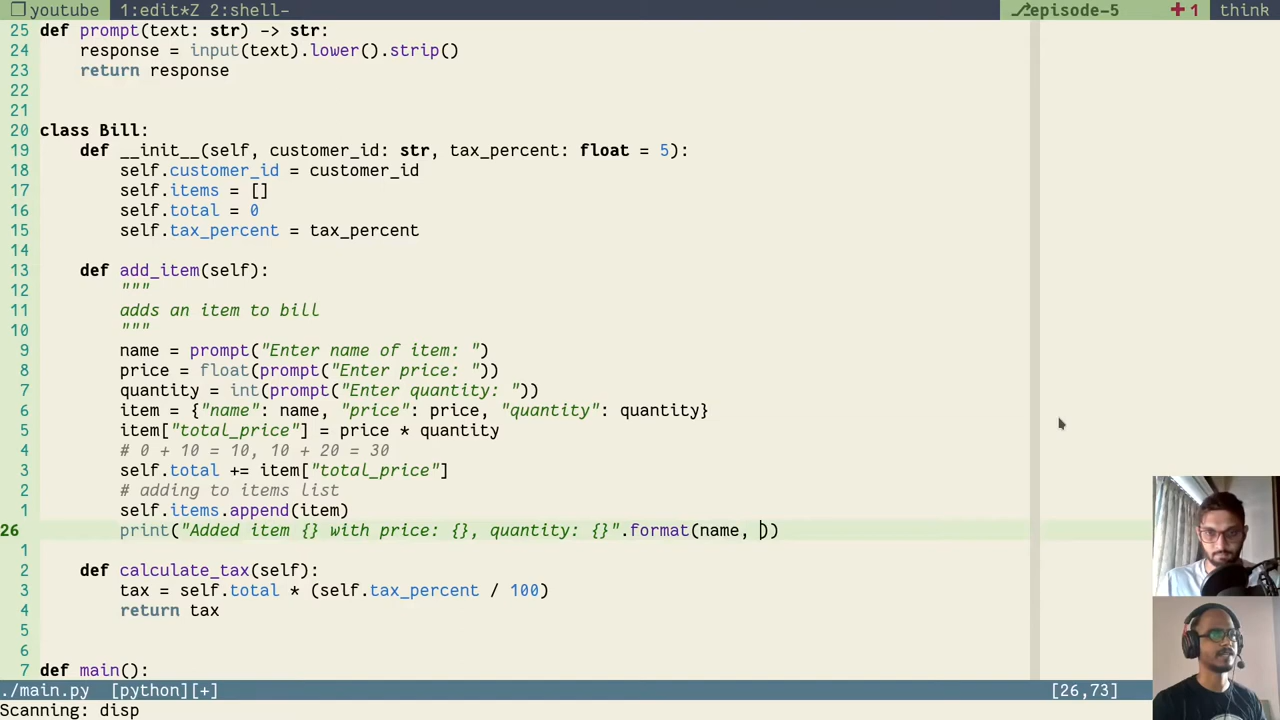 youtube 1:edit*Z 2:shell- episode-5 +1 think
25 def prompt(text: str) -> str:
24 response = input(text).lower().strip()
23 return response
22
21
20 class Bill:
19 def __init__(self, customer_id: str, tax_percent: float = 5):
18 self.customer_id = customer_id
17 self.items = []
16 self.total = 0
15 self.tax_percent = tax_percent
14
13 def add_item(self):
12 """
11 adds an item to bill
10 """
9 name = prompt("Enter name of item: ")
8 price = float(prompt("Enter price: "))
7 quantity = int(prompt("Enter quantity: "))
6 item = {"name": name, "price": price, "quantity": quantity}
5 item["total_price"] = price * quantity
4 # 0 + 10 = 10, 10 + 20 = 30
3 self.total += item["total_price"]
2 # adding to items list
1 self.items.append(item)
26 print("Added item {} with price: {}, quantity: {}".format(name, ))
1
2 def calculate_tax(self):
3 tax = self.total * (self.tax_percent / 100)
4 return tax
5
6
7 def main():
./main.py [python][+] [26,73]
Scanning: disp